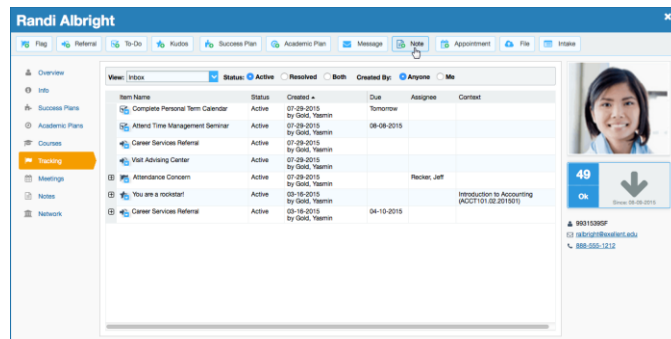 Randi Albright
Flag Referral To-Do Kudos Success Plan Academic Plan Message Note Appointment File Intake
Overview
Info
Success Plans
Academic Plans
Courses
Tracking
Meetings
Notes
Network
View: Inbox Status: Active Resolved Both Created By: Anyone Me
Item Name Status Created Due Assignee Context
Complete Personal Term Calendar Active 07-29-2015 Tomorrow
by Gold, Yasmin
Attend Time Management Seminar Active 07-29-2015 08-08-2015
by Gold, Yasmin
Career Services Referral Active 07-29-2015
by Gold, Yasmin
Visit Advising Center Active 07-29-2015
by Gold, Yasmin
Attendance Concern Active 07-29-2015 Recker, Jeff
by Gold, Yasmin
You are a rockstar! Active 03-16-2015 Introduction to Accounting
by Gold, Yasmin (ACCT101.02.201501)
Career Services Referral Active 03-16-2015 04-10-2015
by Gold, Yasmin
49
Ok
888-555-1212